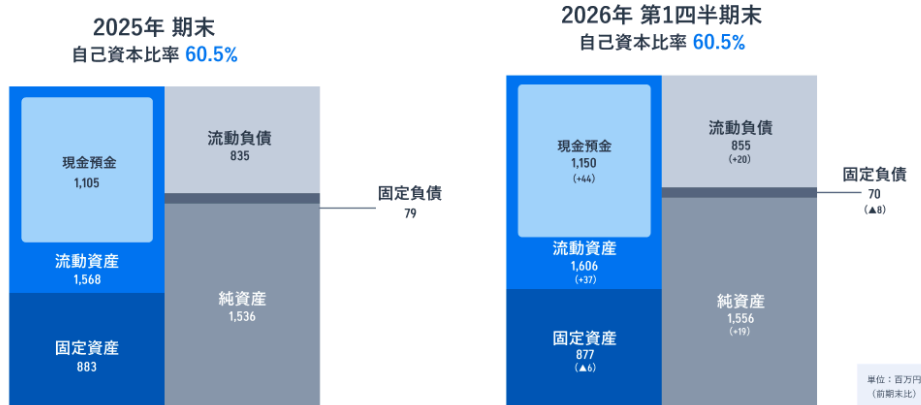 2025年 期末
自己資本比率 60.5%
現金預金
1,105
流動資産
1,568
固定資産
883
流動負債
835
固定負債
79
純資産
1,536
2026年 第1四半期末
自己資本比率 60.5%
現金預金
1,150
(+44)
流動資産
1,606
(+37)
固定資産
877
(▲6)
流動負債
855
(+20)
固定負債
70
(▲8)
純資産
1,556
(+19)
単位：百万円
（前期末比）